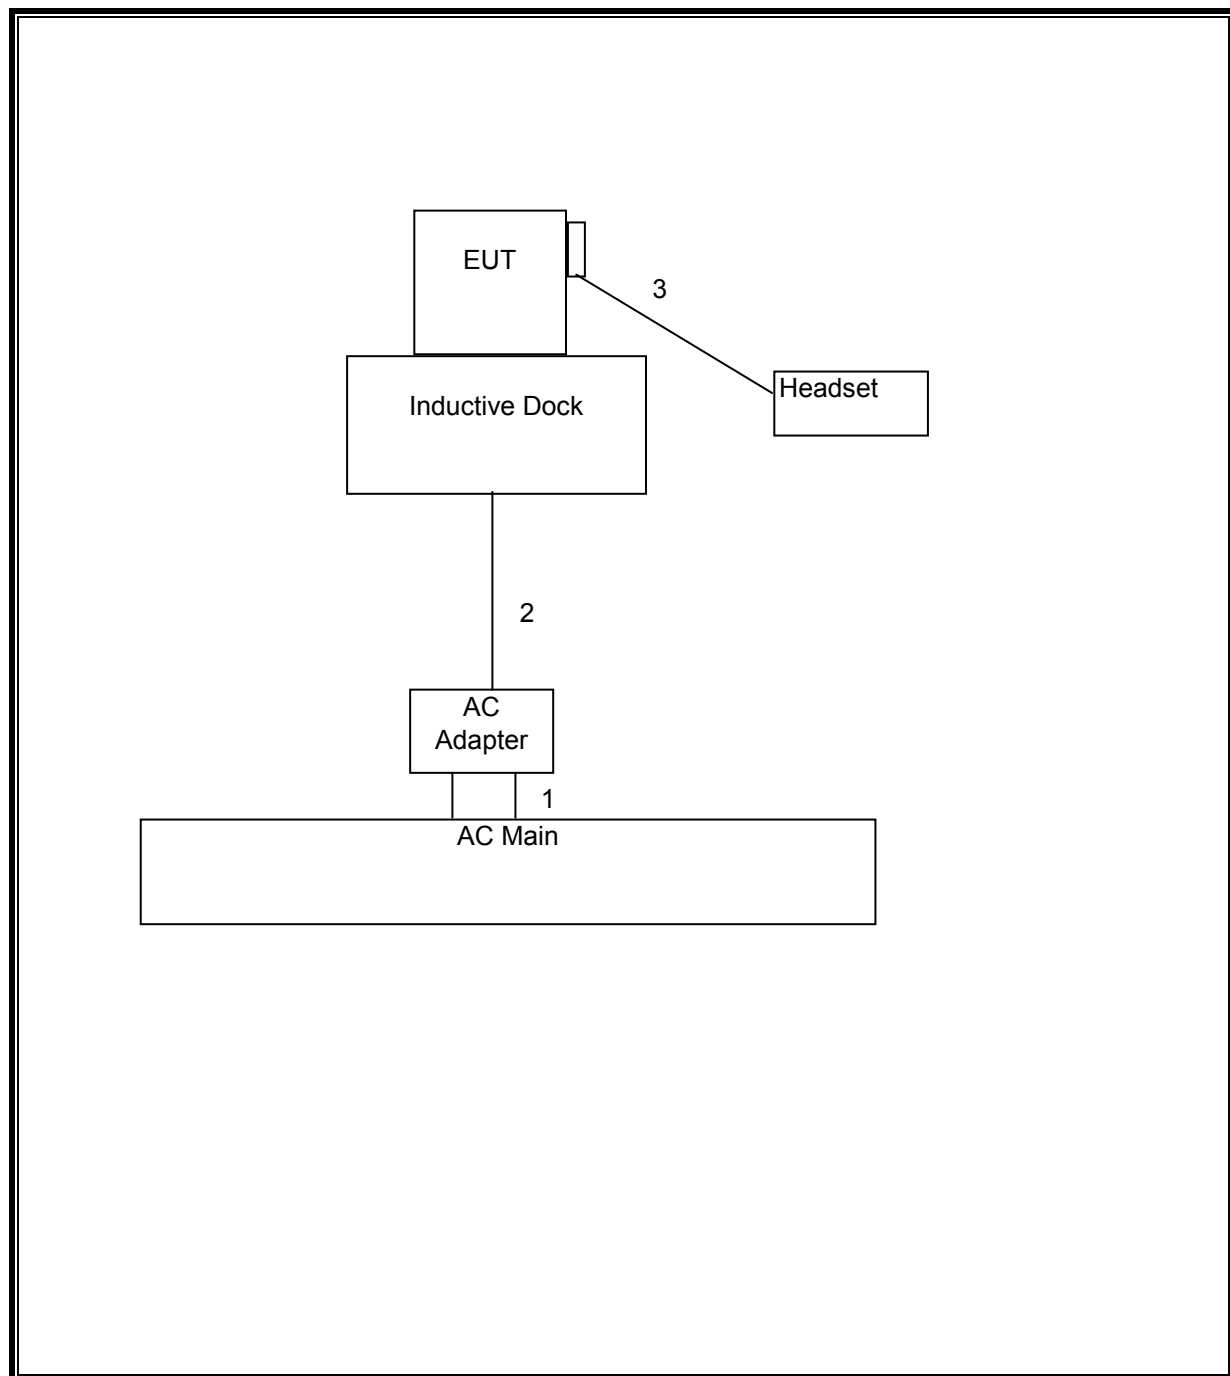 EUT
3
Headset
Inductive Dock
2
AC
Adapter
1
AC Main